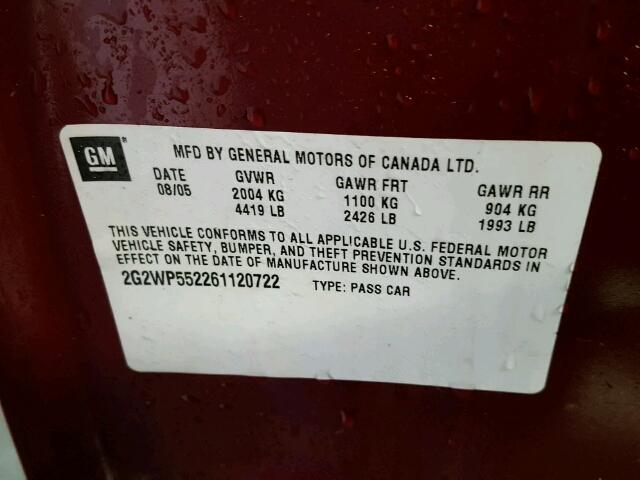 GM
MFD BY GENERAL MOTORS OF CANADA LTD.
DATE GVWR GAWR FRT GAWR RR
08/05 2004 KG 1100 KG 904 KG
4419 LB 2426 LB 1993 LB
THIS VEHICLE CONFORMS TO ALL APPLICABLE U.S. FEDERAL MOTOR
VEHICLE SAFETY, BUMPER, AND THEFT PREVENTION STANDARDS IN
EFFECT ON THE DATE OF MANUFACTURE SHOWN ABOVE.
2G2WP552261120722 TYPE: PASS CAR